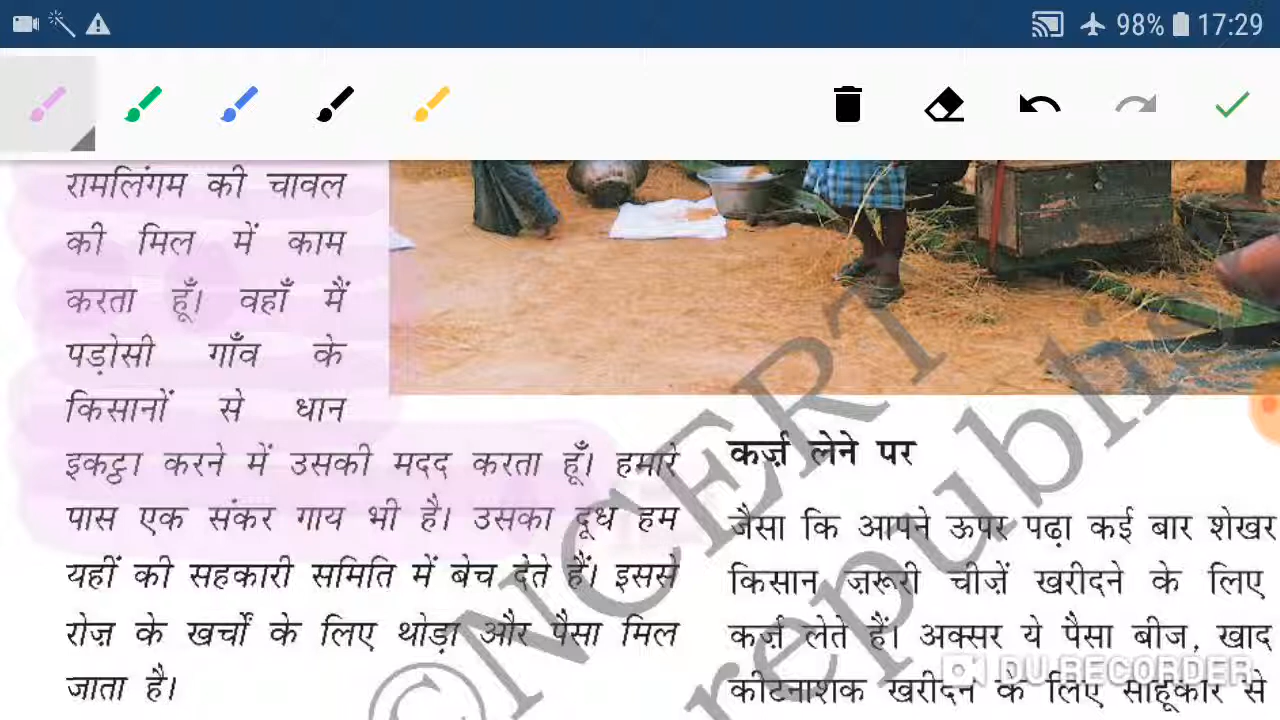 98% 17:29
रामलिंगम की चावल
की मिल में काम
करता हूँ। वहाँ मैं
पड़ोसी गाँव के
किसानों से धान
इकट्ठा करने में उसकी मदद करता हूँ। हमारे
पास एक संकर गाय भी है। उसका दूध हम
यहीं की सहकारी समिति में बेच देते हैं। इससे
रोज़ के खर्चों के लिए थोड़ा और पैसा मिल
जाता है।
कर्ज़ लेने पर
जैसा कि आपने ऊपर पढ़ा कई बार शेखर
किसान ज़रूरी चीज़ें खरीदने के लिए
कर्ज़ लेते हैं। अक्सर ये पैसा बीज, खाद
कीटनाशक खरीदने के लिए साहूकार से
©NCERT
republis
DU RECORDER